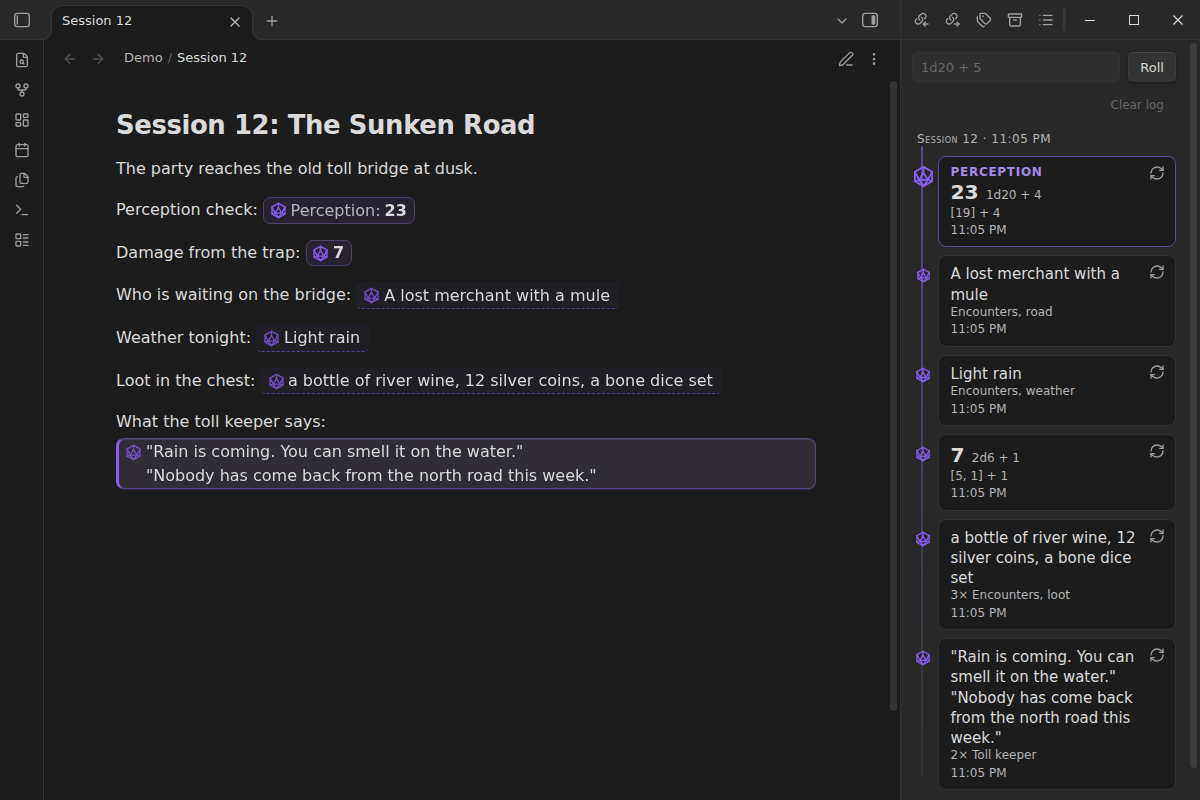 Session 12
Demo / Session 12
Session 12: The Sunken Road
The party reaches the old toll bridge at dusk.
Perception check: Perception: 23
Damage from the trap: 7
Who is waiting on the bridge: A lost merchant with a mule
Weather tonight: Light rain
Loot in the chest: a bottle of river wine, 12 silver coins, a bone dice set
What the toll keeper says:
"Rain is coming. You can smell it on the water."
"Nobody has come back from the north road this week."
1d20 + 5
Roll
Clear log
Session 12 · 11:05 PM
PERCEPTION
23 1d20 + 4
[19] + 4
11:05 PM
A lost merchant with a
mule
Encounters, road
11:05 PM
Light rain
Encounters, weather
11:05 PM
7 2d6 + 1
[5, 1] + 1
11:05 PM
a bottle of river wine, 12
silver coins, a bone dice
set
3× Encounters, loot
11:05 PM
"Rain is coming. You can
smell it on the water."
"Nobody has come back
from the north road this
week."
2× Toll keeper
11:05 PM